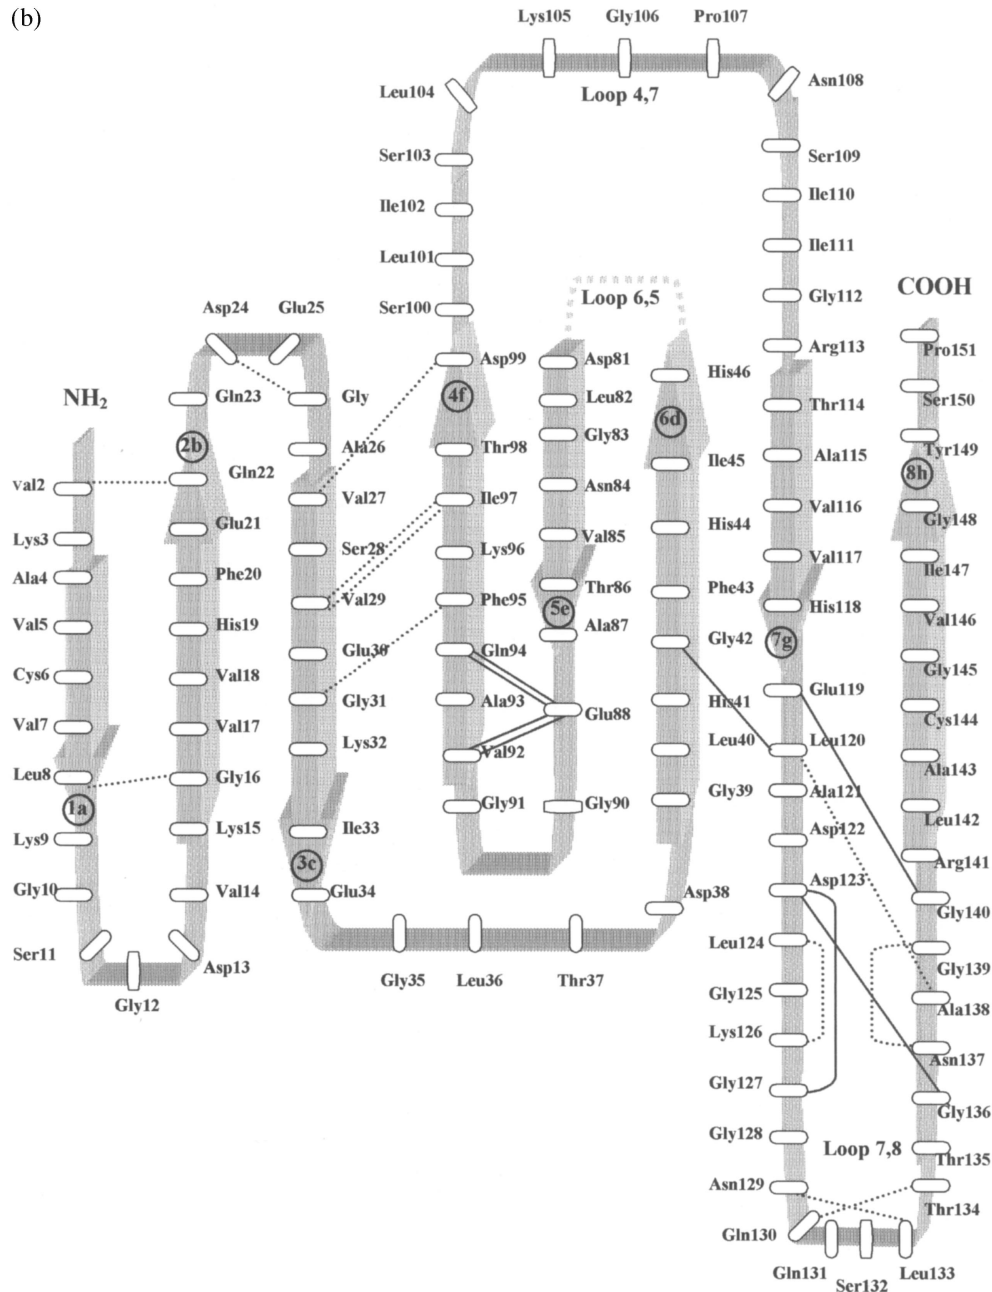 (b)
Lys105 Gly106 Pro107
Leu104 Loop 4,7 Asn108
Ser103 Ser109
Ile102 Ile110
Leu101 Ile111
Loop 6,5 Gly112 COOH
Asp24 Glu25 Ser100
Arg113 Pro151
Asp99 Asp81 His46
NH2 Gln23 Gly 4f Leu82 6d Thr114 Ser150
2b Ala26 Thr98 Gly83 Ile45 Ala115 Tyr149
8h
Val2 Gln22 Val27 Ile97 Asn84 Val116 Gly148
Lys3 Glu21 Ser28 Lys96 Val85 His44 Val117 Ile147
Ala4 Phe20 Val29 Phe95 Thr86 Phe43 His118 Val146
5e
Val5 His19 Glu30 Gln94 Ala87 Gly42 7g Gly145
Cys6 Val18 Gly31 Ala93 Glu88 His41 Glu119 Cys144
Val7 Val17 Lys32 Val92 Leu40 Leu120 Ala143
Leu8 Gly16 Gly91 Gly90 Gly39 Ala121 Leu142
1a
Lys9 Lys15 Ile33 Asp122 Arg141
3c
Gly10 Val14 Glu34 Asp38 Asp123 Gly140
Ser11 Asp13 Leu124 Gly139
Gly12 Gly35 Leu36 Thr37 Gly125 Ala138
Lys126 Asn137
Gly127 Gly136
Gly128 Loop 7,8 Thr135
Asn129 Thr134
Gln130
Gln131 Ser132 Leu133